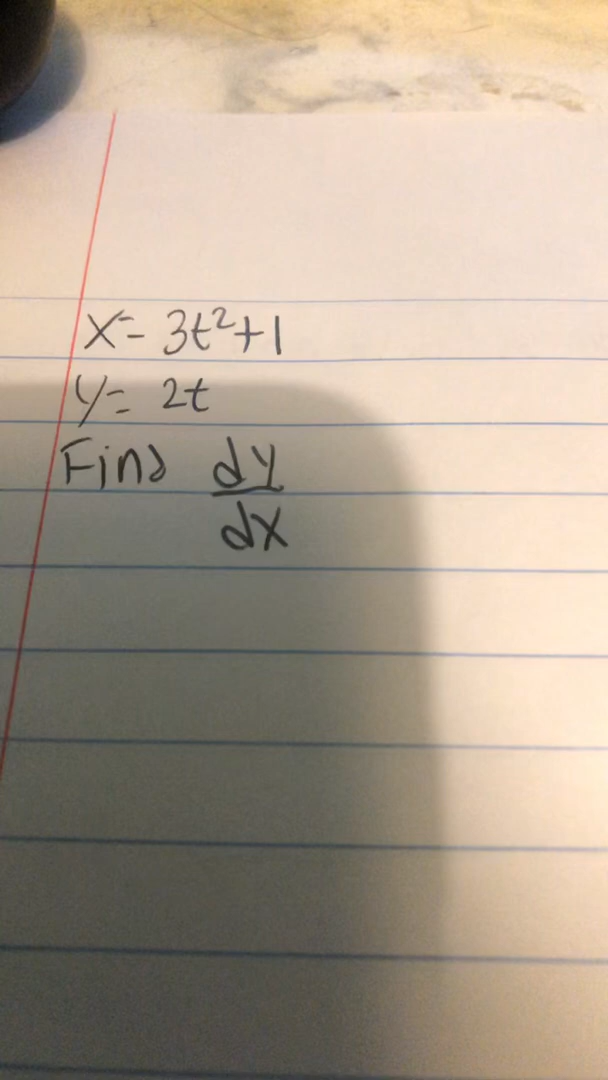 x = 3t²+1
y = 2t
Find dy/dx